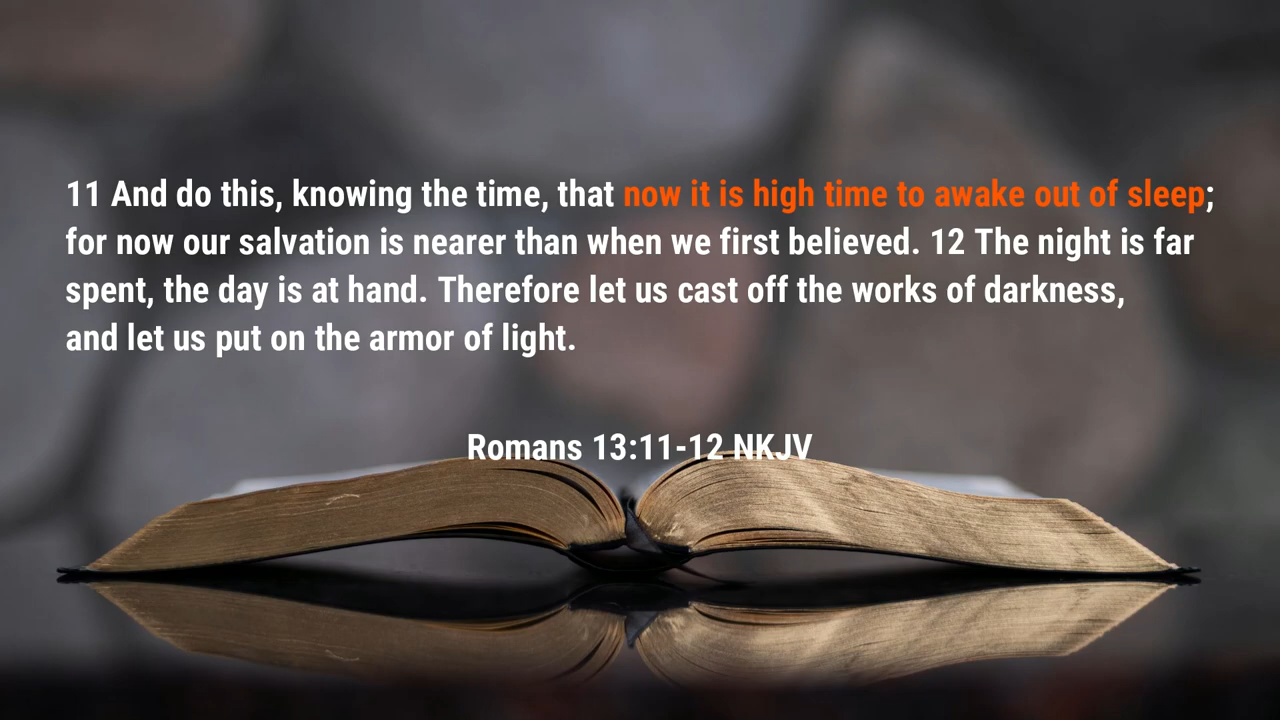 11 And do this, knowing the time, that now it is high time to awake out of sleep;
for now our salvation is nearer than when we first believed. 12 The night is far
spent, the day is at hand. Therefore let us cast off the works of darkness,
and let us put on the armor of light.
Romans 13:11-12 NKJV